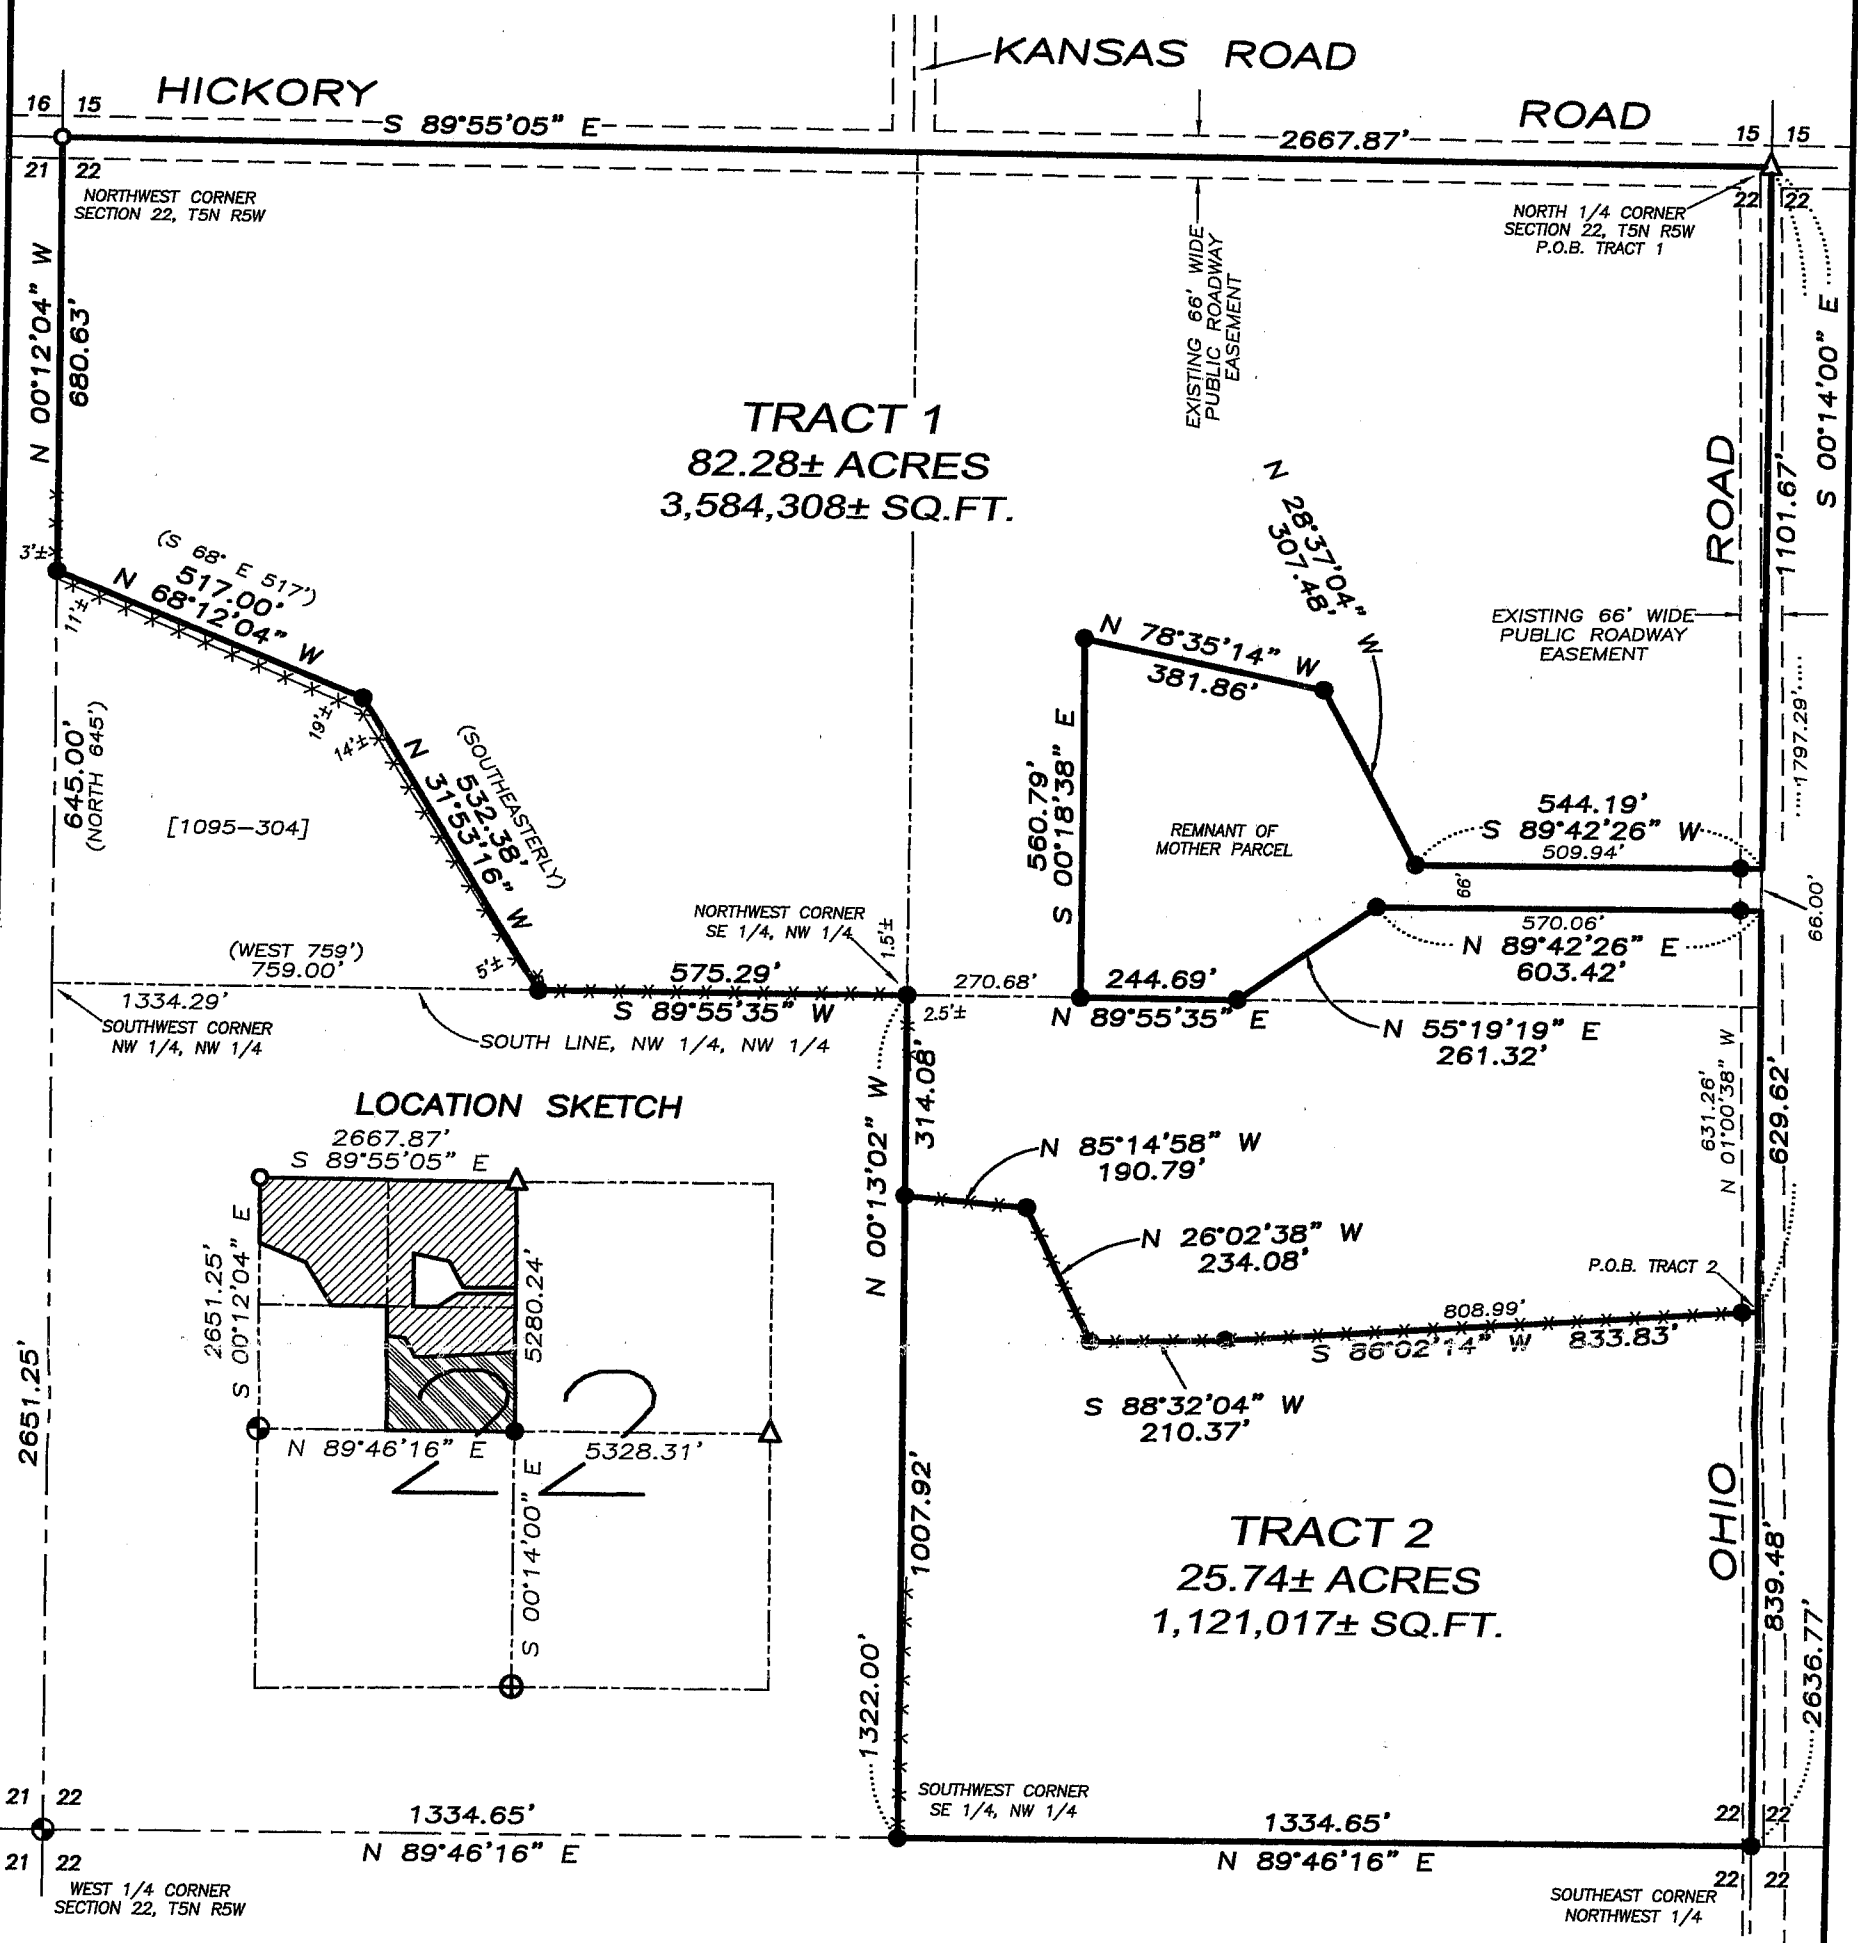 KANSAS ROAD
HICKORY
ROAD
16 15
S 89°55'05" E
2667.87'
15 15
21 22
22 22
NORTHWEST CORNER
SECTION 22, T5N R5W
NORTH 1/4 CORNER
SECTION 22, T5N R5W
P.O.B. TRACT 1
N 00°12'04" W
680.63'
EXISTING 66' WIDE
PUBLIC ROADWAY
EASEMENT
S 00°14'00" E
1101.67'
ROAD
TRACT 1
82.28± ACRES
3,584,308± SQ.FT.
N 28°37'04" W
307.48'
3'±
(S 68° E 517')
517.00'
N 68°12'04" W
11'±
19'±
14'±
EXISTING 66' WIDE
PUBLIC ROADWAY
EASEMENT
N 78°35'14" W
381.86'
1797.29'
645.00'
(NORTH 645')
[1095-304]
(SOUTHEASTERLY)
532.38'
N 31°53'16" W
560.79'
S 00°18'38" E
REMNANT OF
MOTHER PARCEL
544.19'
S 89°42'26" W
509.94'
66'
66.00'
570.06'
N 89°42'26" E
603.42'
NORTHWEST CORNER
SE 1/4, NW 1/4
1.5'±
(WEST 759')
759.00'
5'±
575.29'
S 89°55'35" W
270.68'
2.5'±
244.69'
N 89°55'35" E
N 55°19'19" E
261.32'
1334.29'
SOUTHWEST CORNER
NW 1/4, NW 1/4
SOUTH LINE, NW 1/4, NW 1/4
N 00°13'02" W
314.08'
631.26'
N 01°00'38" W
629.62'
LOCATION SKETCH
2667.87'
S 89°55'05" E
2651.25'
S 00°12'04" E
5280.24'
22
N 89°46'16" E
5328.31'
S 00°14'00" E
N 85°14'58" W
190.79'
N 26°02'38" W
234.08'
P.O.B. TRACT 2
808.99'
S 86°02'14" W 833.83'
S 88°32'04" W
210.37'
2651.25'
1007.92'
1322.00'
TRACT 2
25.74± ACRES
1,121,017± SQ.FT.
OHIO
839.48'
2636.77'
SOUTHWEST CORNER
SE 1/4, NW 1/4
21 22
1334.65'
N 89°46'16" E
1334.65'
N 89°46'16" E
22 22
21 22
22 22
WEST 1/4 CORNER
SECTION 22, T5N R5W
SOUTHEAST CORNER
NORTHWEST 1/4